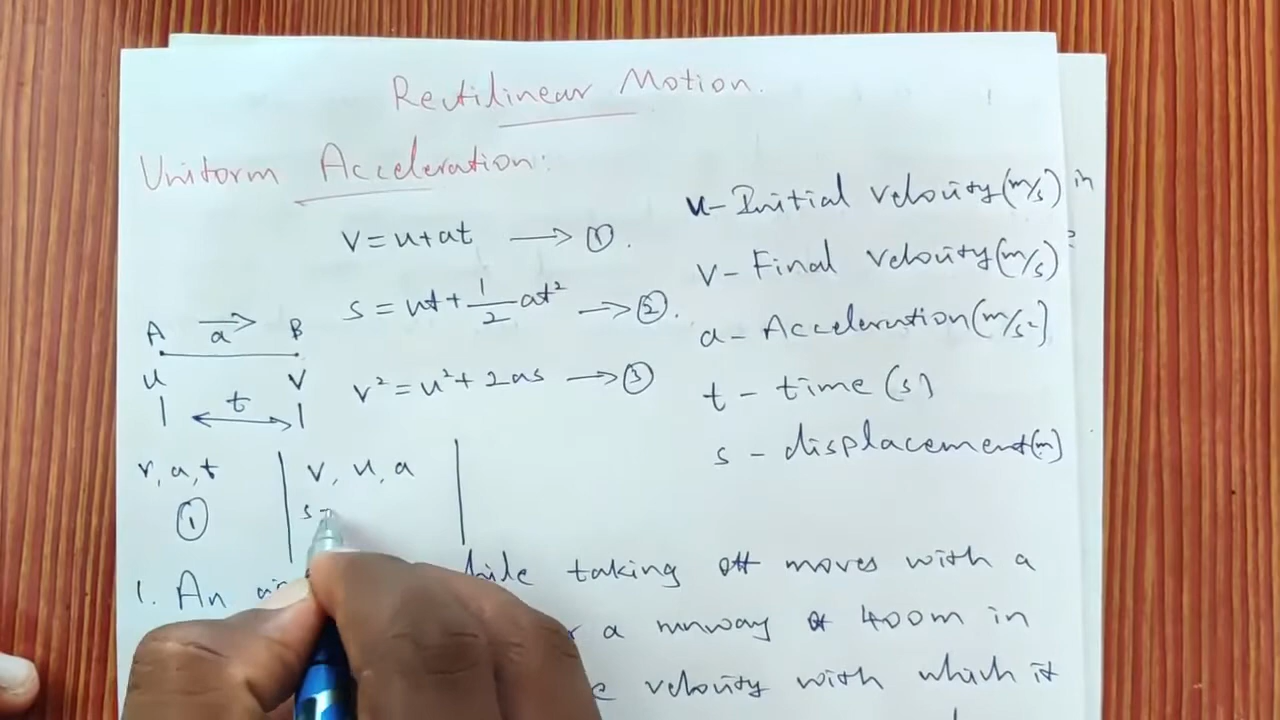 Rectilinear Motion.
Uniform Acceleration:
v = u + at → ①.
s = ut + 1/2 at² → ②.
v² = u² + 2as → ③
A a→ B
u v
t
v, a, t | v, u, a |
① | s -
u - Initial velocity (m/s) in
v - Final velocity (m/s)
a - Acceleration (m/s²)
t - time (s)
s - displacement (m)
1. An taking off moves with a
a runway of 400m in
velocity with which it